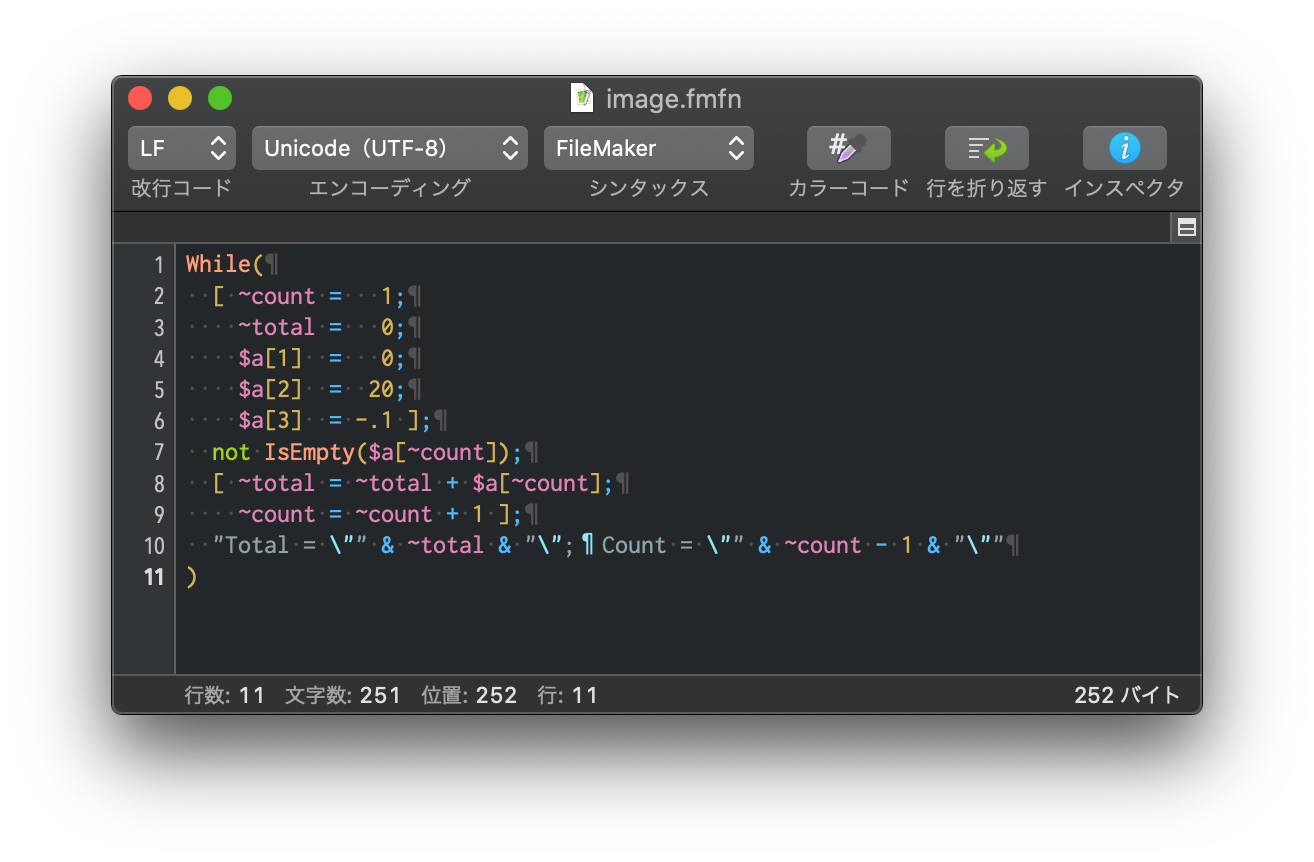 image.fmfn
LF Unicode（UTF-8） FileMaker # i
改行コード エンコーディング シンタックス カラーコード 行を折り返す インスペクタ
1 While(¶
2 ··[·~count·=···1;¶
3 ····~total·=···0;¶
4 ····$a[1]··=···0;¶
5 ····$a[2]··=··20;¶
6 ····$a[3]··=·-.1·];¶
7 ··not·IsEmpty($a[~count]);¶
8 ··[·~total·=·~total·+·$a[~count];¶
9 ····~count·=·~count·+·1·];¶
10 ··"Total·=·\""·&·~total·&·"\";¶Count·=·\""·&·~count·-·1·&·"\""¶
11 )
行数: 11 文字数: 251 位置: 252 行: 11 252 バイト